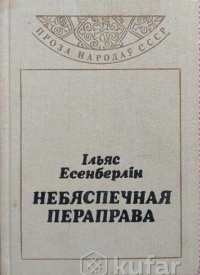 ПРОЗА НАРОДАЎ СССР
Ільяс
Есенберлін
НЕБЯСПЕЧНАЯ
ПЕРАПРАВА
kufar